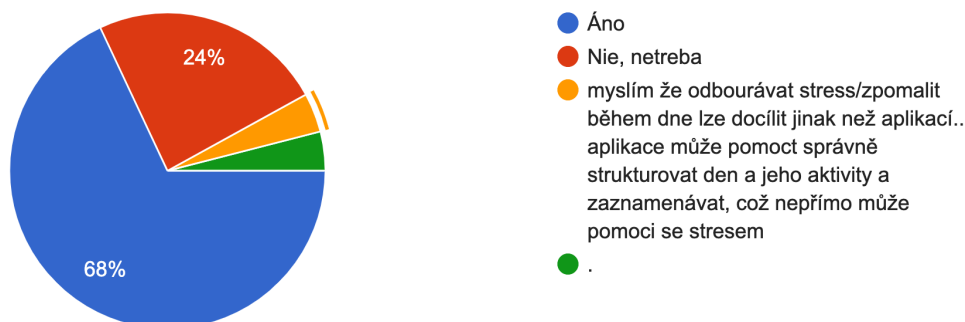 24%
68%
Áno
Nie, netreba
myslím že odbourávat stress/zpomalit
během dne lze docílit jinak než aplikací..
aplikace může pomoct správně
strukturovat den a jeho aktivity a
zaznamenávat, což nepřímo může
pomoci se stresem
.